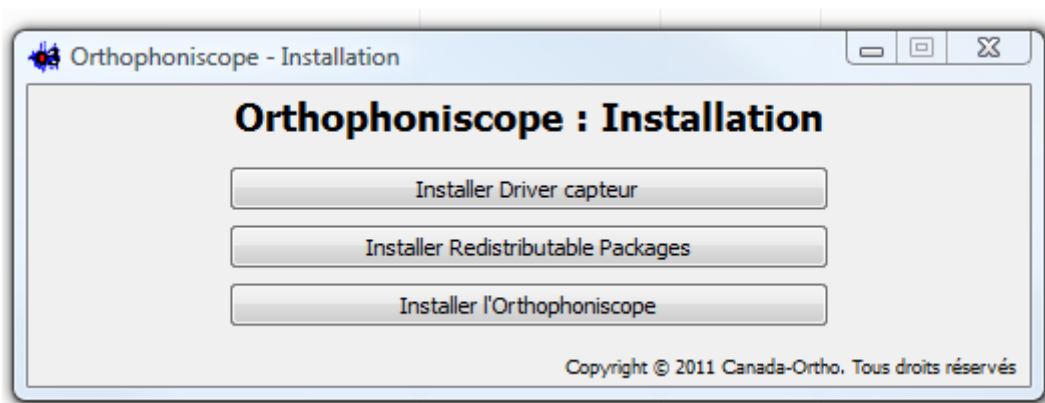 Orthophoniscope - Installation
Orthophoniscope : Installation
Installer Driver capteur
Installer Redistributable Packages
Installer l'Orthophoniscope
Copyright © 2011 Canada-Ortho. Tous droits réservés